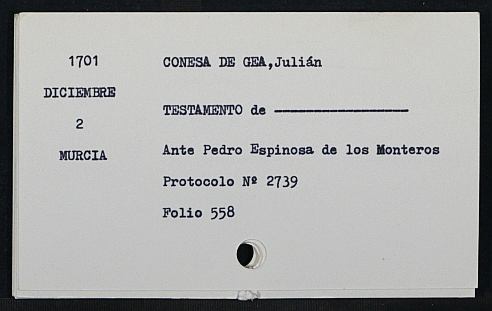 1701
DICIEMBRE
2
MURCIA
CONESA DE GEA,Julián
TESTAMENTO de -----------------
Ante Pedro Espinosa de los Monteros
Protocolo Nº 2739
Folio 558